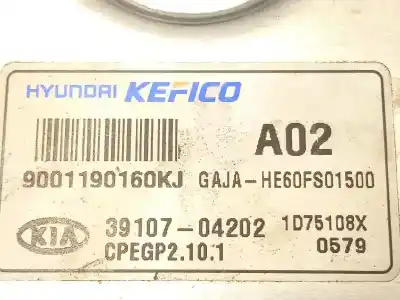 HYUNDAI KEFICO
A02
9001190160KJ GAJA-HE60FS01500
KIA 39107-04202 1D75108X
CPEGP2.10.1 0579